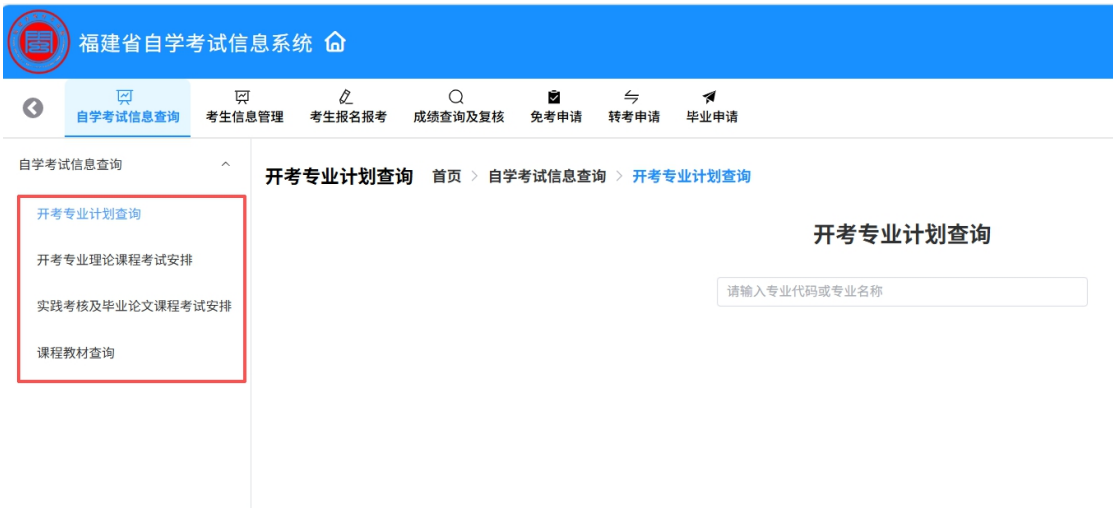 福建省自学考试信息系统
自学考试信息查询 考生信息管理 考生报名报考 成绩查询及复核 免考申请 转考申请 毕业申请
自学考试信息查询
开考专业计划查询
开考专业理论课程考试安排
实践考核及毕业论文课程考试安排
课程教材查询
开考专业计划查询 首页 > 自学考试信息查询 > 开考专业计划查询
开考专业计划查询
请输入专业代码或专业名称